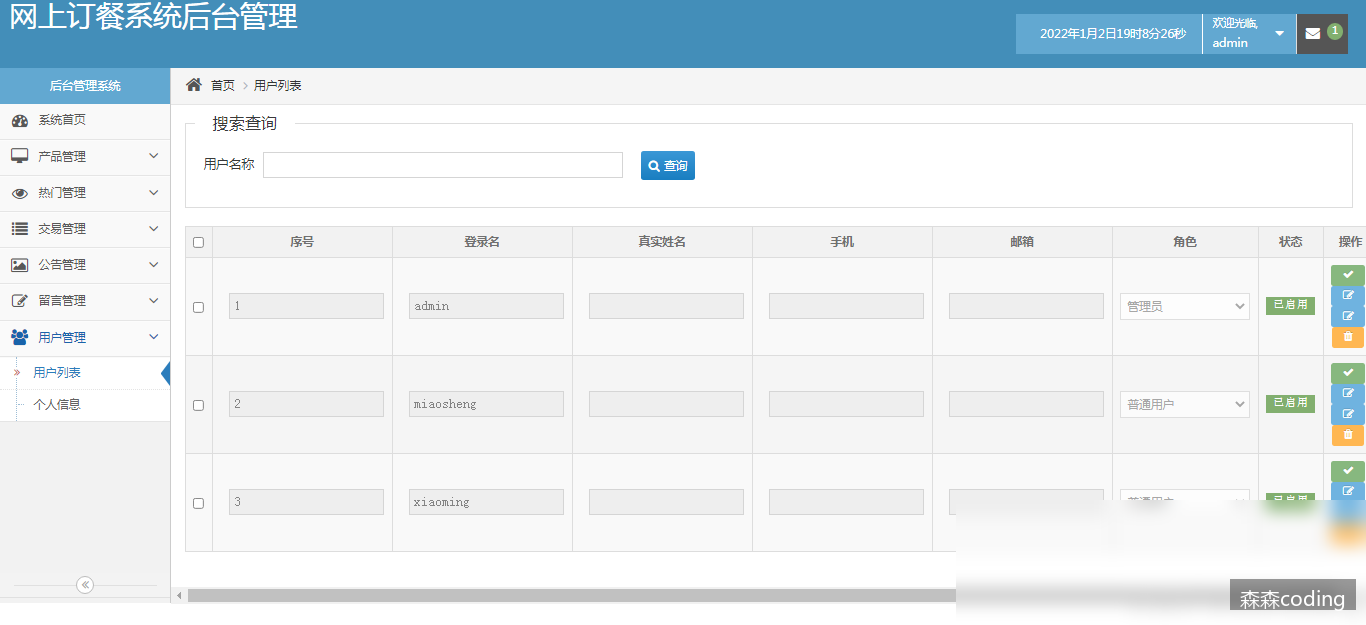 网上订餐系统后台管理
2022年1月2日19时8分26秒
欢迎光临,
admin
1
后台管理系统
首页
用户列表
系统首页
产品管理
热门管理
交易管理
公告管理
留言管理
用户管理
用户列表
个人信息
搜索查询
用户名称
查询
序号 登录名 真实姓名 手机 邮箱 角色 状态 操作
1 admin 管理员 已启用
2 miaosheng 普通用户 已启用
3 xiaoming 普通用户 已启用
森森coding